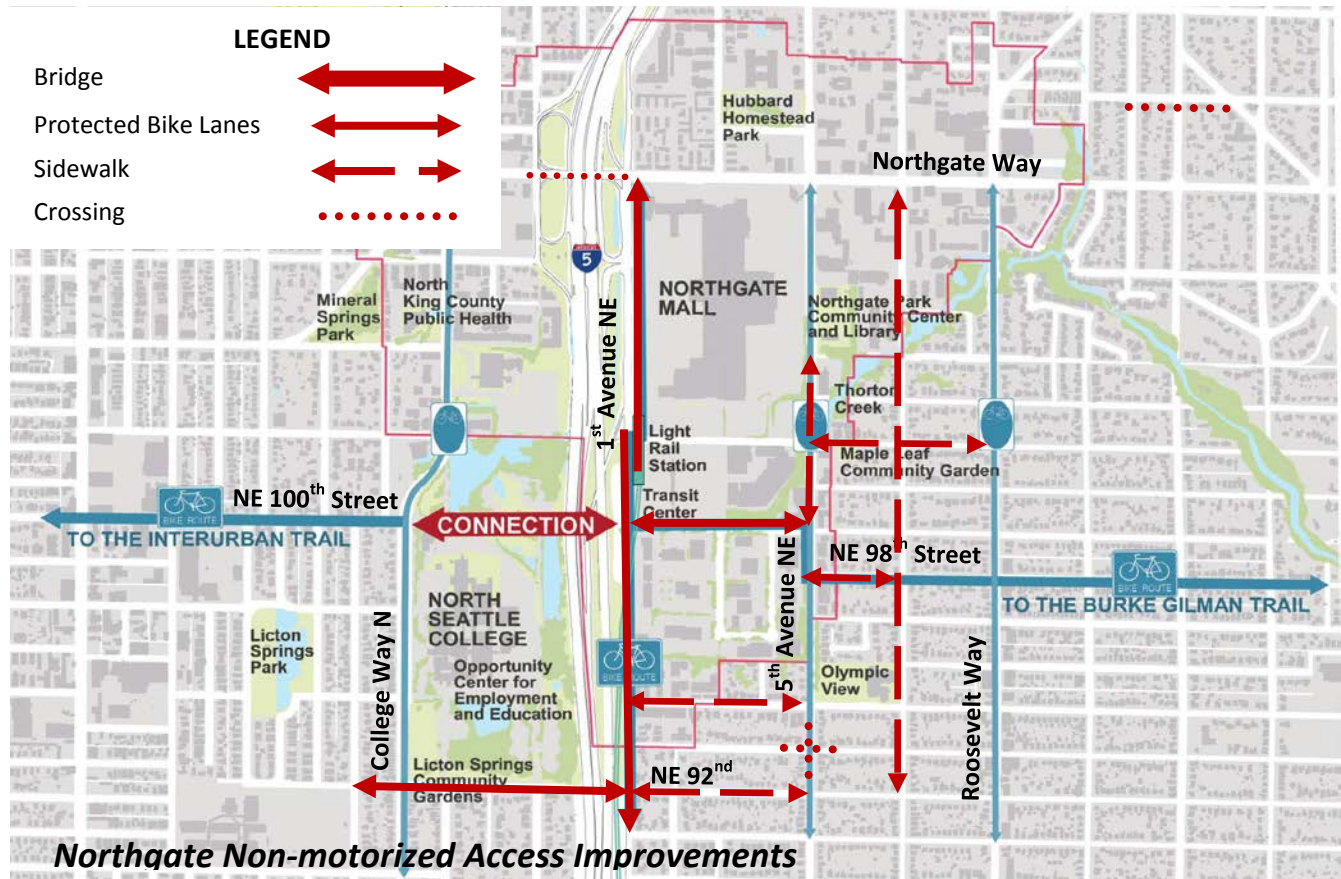 LEGEND
Bridge
Protected Bike Lanes
Sidewalk
Crossing
Hubbard
Homestead
Park
Northgate Way
5
North
King County
Public Health
Mineral
Springs
Park
1st Avenue NE
NORTHGATE
MALL
Northgate Park
Community Center
and Library
Thorton
Creek
Light
Rail
Station
Maple Leaf
Community Garden
Transit
Center
NE 100th Street
BIKE ROUTE
TO THE INTERURBAN TRAIL
CONNECTION
5th Avenue NE
NE 98th Street
BIKE ROUTE
TO THE BURKE GILMAN TRAIL
NORTH
SEATTLE
COLLEGE
Licton
Springs
Park
College Way N
Opportunity
Center for
Employment
and Education
BIKE ROUTE
Olympic
View
Roosevelt Way
Licton Springs
Community
Gardens
NE 92nd
Northgate Non-motorized Access Improvements